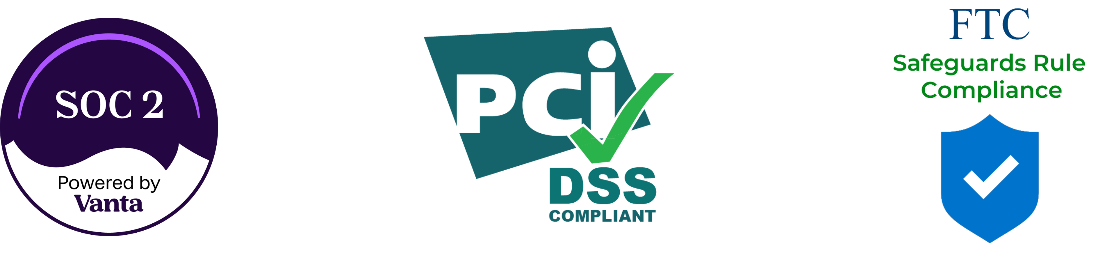 SOC 2
Powered by
Vanta
PCi
DSS
COMPLIANT
FTC
Safeguards Rule
Compliance